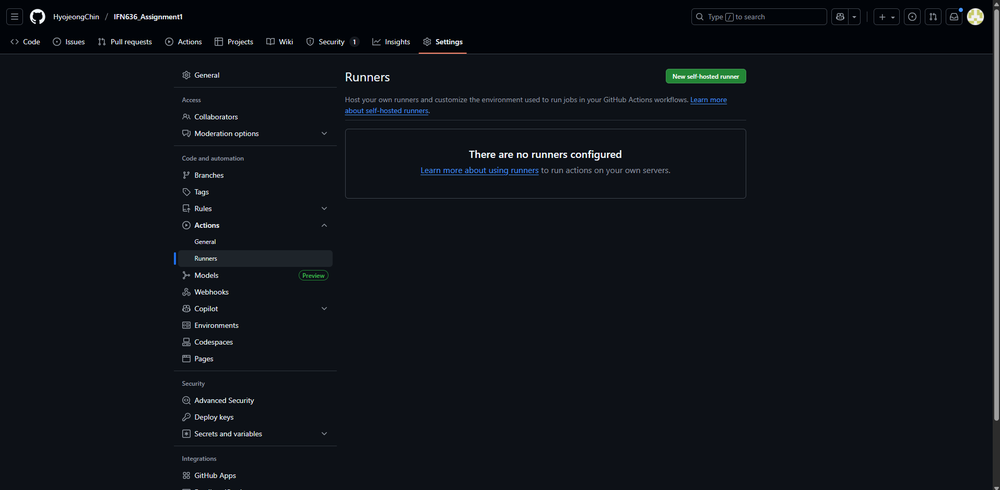 HyojeongChin / IFN636_Assignment1
Type / to search
Code
Issues
Pull requests
Actions
Projects
Wiki
Security 1
Insights
Settings
General
Access
Collaborators
Moderation options
Code and automation
Branches
Tags
Rules
Actions
General
Runners
Models Preview
Webhooks
Copilot
Environments
Codespaces
Pages
Security
Advanced Security
Deploy keys
Secrets and variables
Integrations
GitHub Apps
Runners
New self-hosted runner
Host your own runners and customize the environment used to run jobs in your GitHub Actions workflows. Learn more
about self-hosted runners.
There are no runners configured
Learn more about using runners to run actions on your own servers.